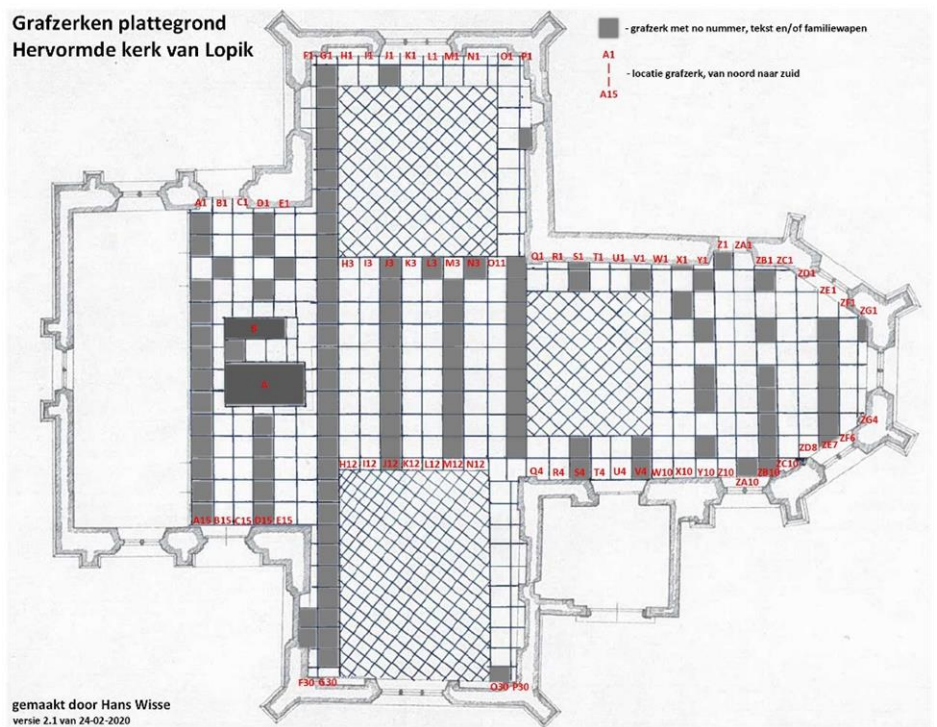 Grafzerken plattegrond
Hervormde kerk van Lopik
- grafzerk met no nummer, tekst en/of familiewapen
A1
- locatie grafzerk, van noord naar zuid
A15
F1 G1 H1 I1 J1 K1 L1 M1 N1 O1 P1
A1 B1 C1 D1 E1
H3 I3 J3 K3 L3 M3 N3 O11
Q1 R1 S1 T1 U1 V1 W1 X1 Y1 Z1 ZA1 ZB1 ZC1 ZD1 ZE1 ZF1 ZG1
B
A
ZG4
H12 I12 J12 K12 L12 M12 N12
Q4 R4 S4 T4 U4 V4 W10 X10 Y10 Z10 ZA10 ZB10 ZC10 ZD8 ZE7 ZF6
A15 B15 C15 D15 E15
F30 G30 O30 P30
gemaakt door Hans Wisse
versie 2.1 van 24-02-2020